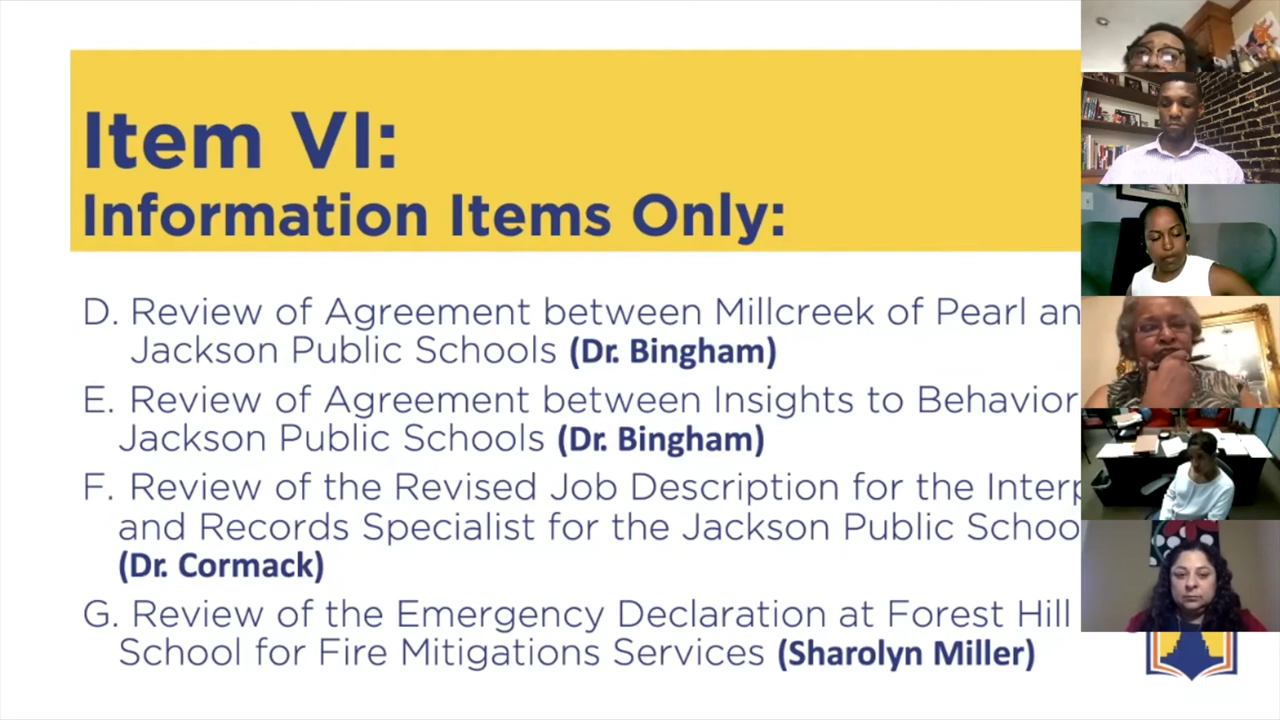 Item VI:
Information Items Only:
D. Review of Agreement between Millcreek of Pearl an
Jackson Public Schools (Dr. Bingham)
E. Review of Agreement between Insights to Behavior
Jackson Public Schools (Dr. Bingham)
F. Review of the Revised Job Description for the Interp
and Records Specialist for the Jackson Public Schoo
(Dr. Cormack)
G. Review of the Emergency Declaration at Forest Hill
School for Fire Mitigations Services (Sharolyn Miller)